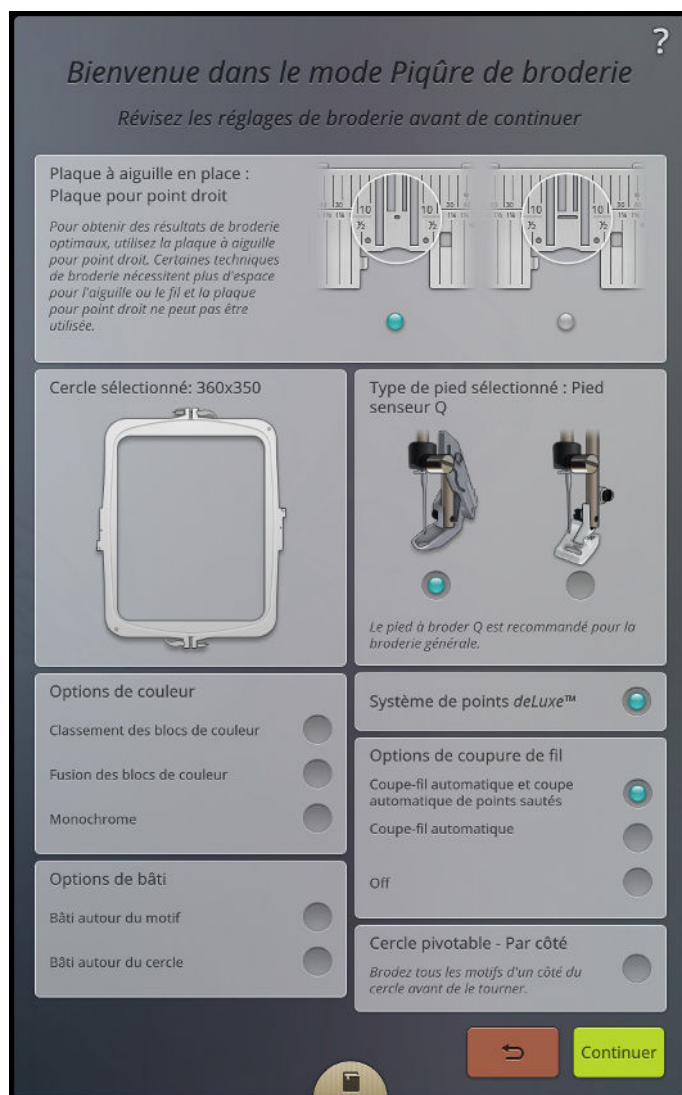 ?
Bienvenue dans le mode Piqûre de broderie
Révisez les réglages de broderie avant de continuer
Plaque à aiguille en place :
Plaque pour point droit
Pour obtenir des résultats de broderie
optimaux, utilisez la plaque à aiguille
pour point droit. Certaines techniques
de broderie nécessitent plus d'espace
pour l'aiguille ou le fil et la plaque
pour point droit ne peut pas être
utilisée.
Cercle sélectionné: 360x350
Type de pied sélectionné : Pied
senseur Q
Le pied à broder Q est recommandé pour la
broderie générale.
Options de couleur
Classement des blocs de couleur
Fusion des blocs de couleur
Monochrome
Système de points deLuxe™
Options de coupure de fil
Coupe-fil automatique et coupe
automatique de points sautés
Coupe-fil automatique
Off
Options de bâti
Bâti autour du motif
Bâti autour du cercle
Cercle pivotable - Par côté
Brodez tous les motifs d'un côté du
cercle avant de le tourner.
Continuer